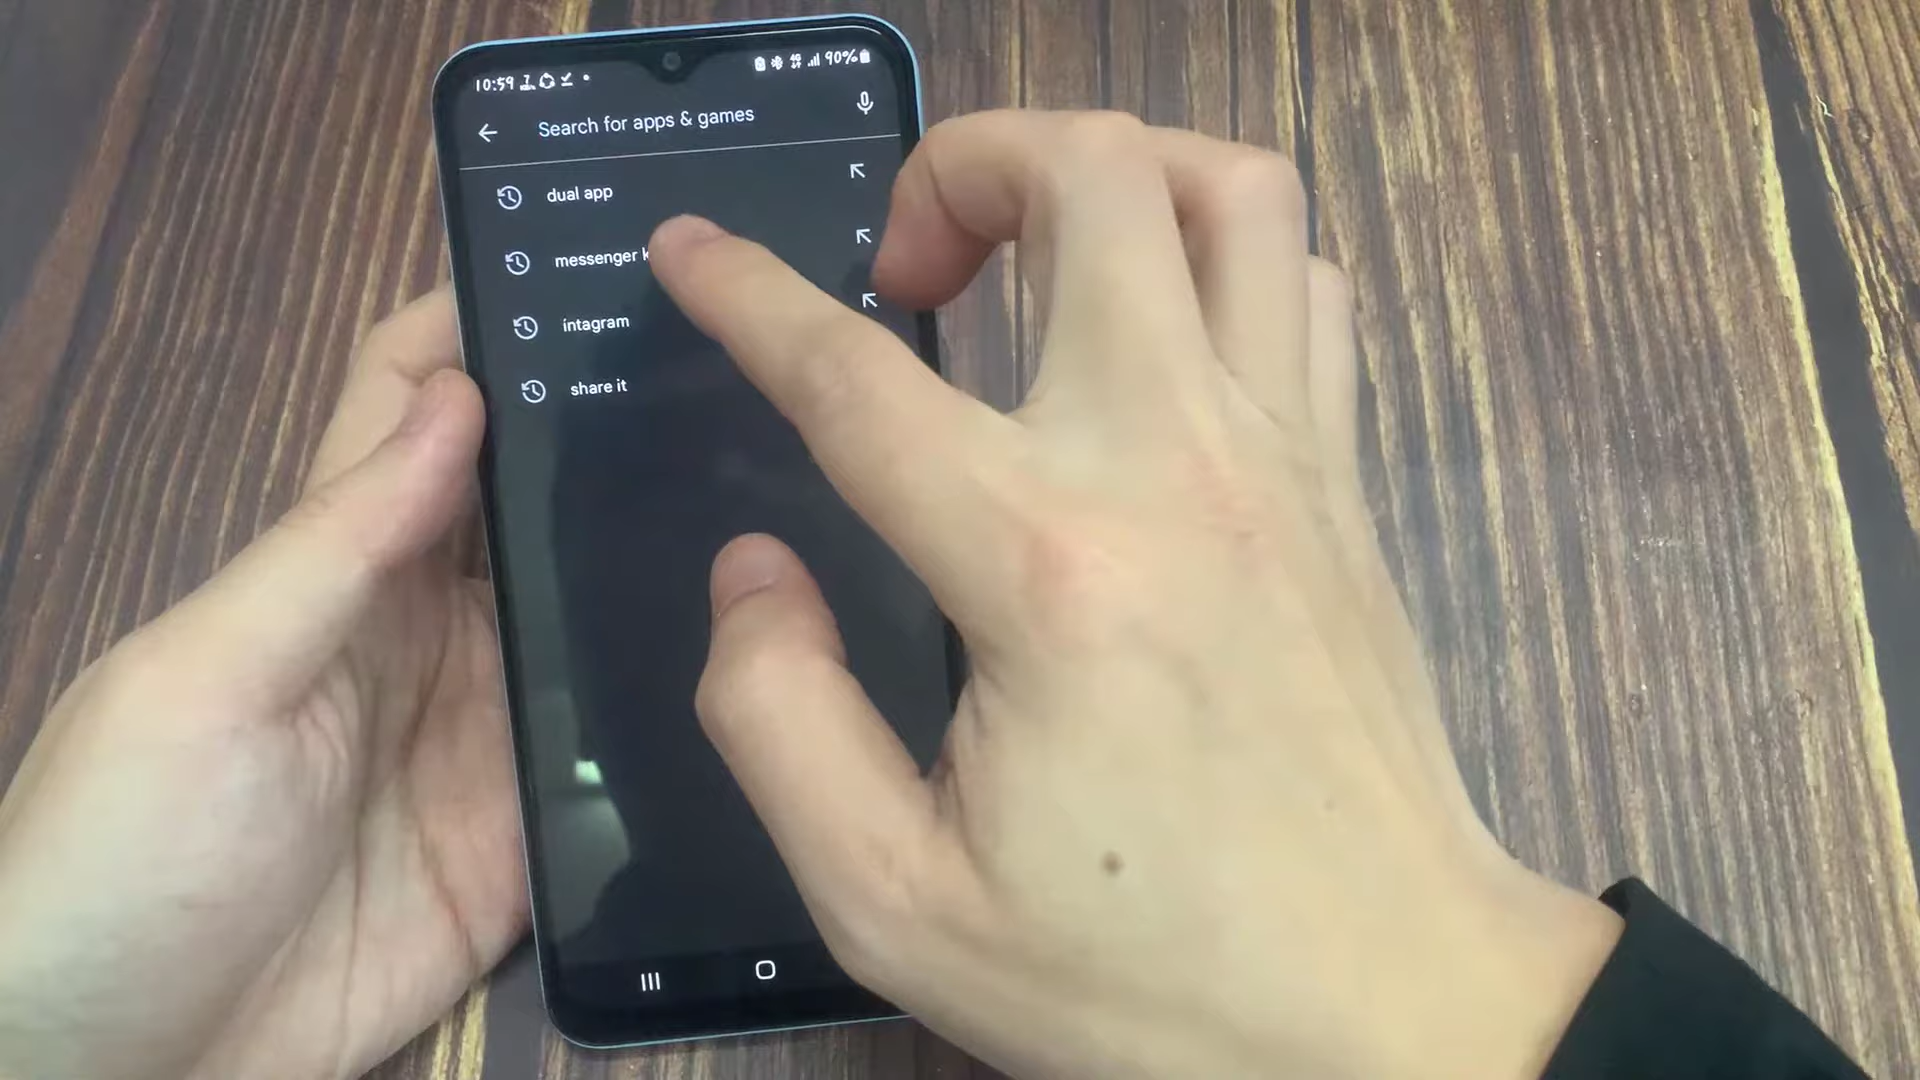 10:59 90%
Search for apps & games
dual app
messenger
intagram
share it